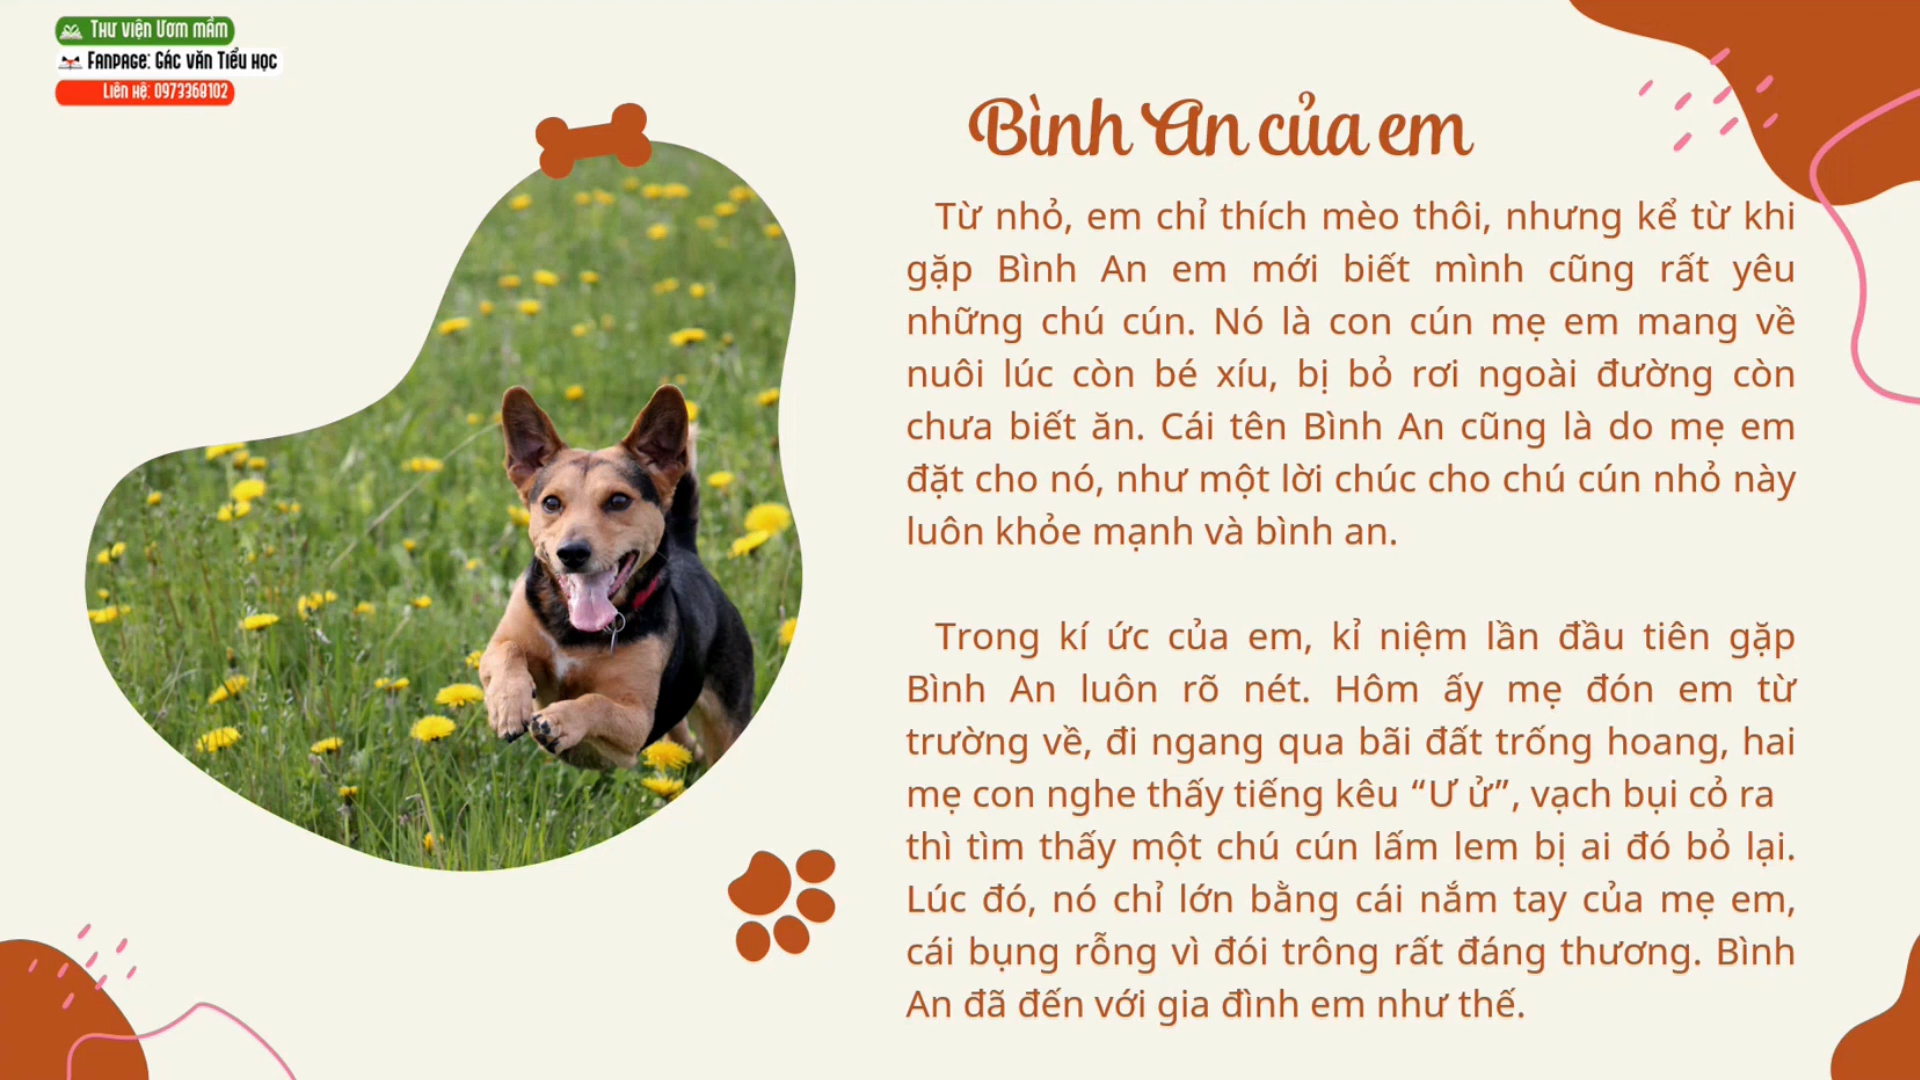 Thư viện Ươm mầm
Fanpage: Gác văn Tiểu học
Liên hệ: 0973368102
Bình An của em
Từ nhỏ, em chỉ thích mèo thôi, nhưng kể từ khi
gặp Bình An em mới biết mình cũng rất yêu
những chú cún. Nó là con cún mẹ em mang về
nuôi lúc còn bé xíu, bị bỏ rơi ngoài đường còn
chưa biết ăn. Cái tên Bình An cũng là do mẹ em
đặt cho nó, như một lời chúc cho chú cún nhỏ này
luôn khỏe mạnh và bình an.
Trong kí ức của em, kỉ niệm lần đầu tiên gặp
Bình An luôn rõ nét. Hôm ấy mẹ đón em từ
trường về, đi ngang qua bãi đất trống hoang, hai
mẹ con nghe thấy tiếng kêu “Ư ử”, vạch bụi cỏ ra
thì tìm thấy một chú cún lấm lem bị ai đó bỏ lại.
Lúc đó, nó chỉ lớn bằng cái nắm tay của mẹ em,
cái bụng rỗng vì đói trông rất đáng thương. Bình
An đã đến với gia đình em như thế.